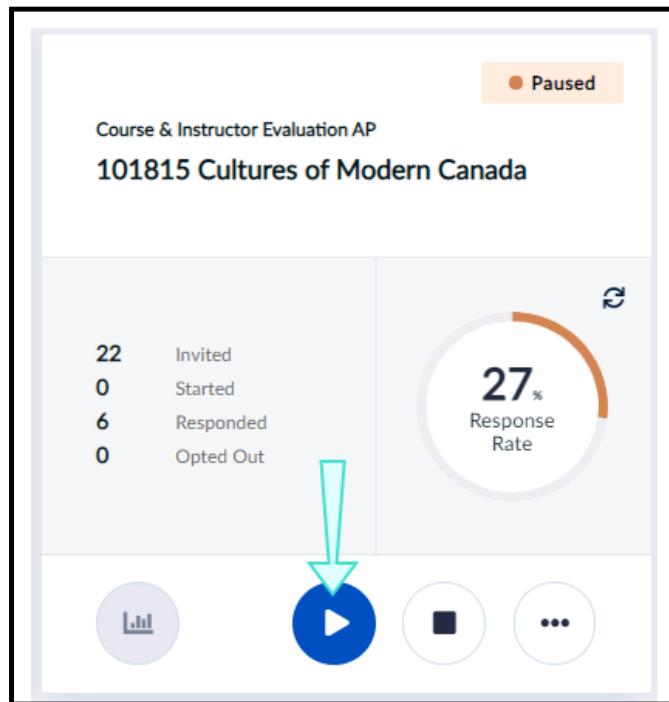 Paused
Course & Instructor Evaluation AP
101815 Cultures of Modern Canada
22 Invited
0 Started
6 Responded
0 Opted Out
27%
Response
Rate